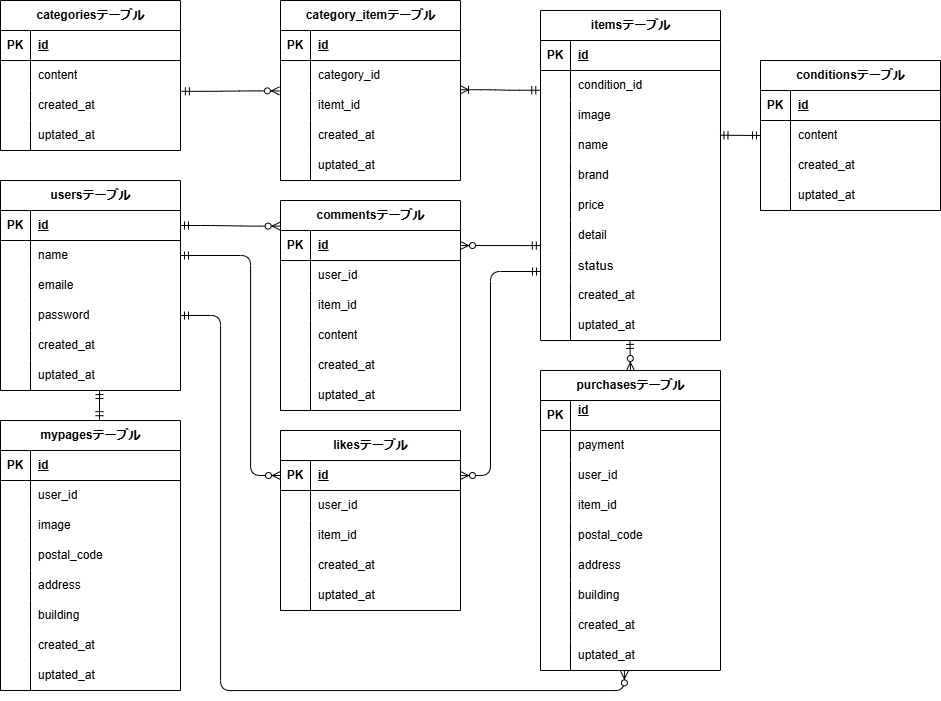 categoriesテーブル
PK id
content
created_at
uptated_at
category_itemテーブル
PK id
category_id
itemt_id
created_at
uptated_at
itemsテーブル
PK id
condition_id
image
name
brand
price
detail
status
created_at
uptated_at
conditionsテーブル
PK id
content
created_at
uptated_at
usersテーブル
PK id
name
emaile
password
created_at
uptated_at
commentsテーブル
PK id
user_id
item_id
content
created_at
uptated_at
mypagesテーブル
PK id
user_id
image
postal_code
address
building
created_at
uptated_at
likesテーブル
PK id
user_id
item_id
created_at
uptated_at
purchasesテーブル
PK id
payment
user_id
item_id
postal_code
address
building
created_at
uptated_at